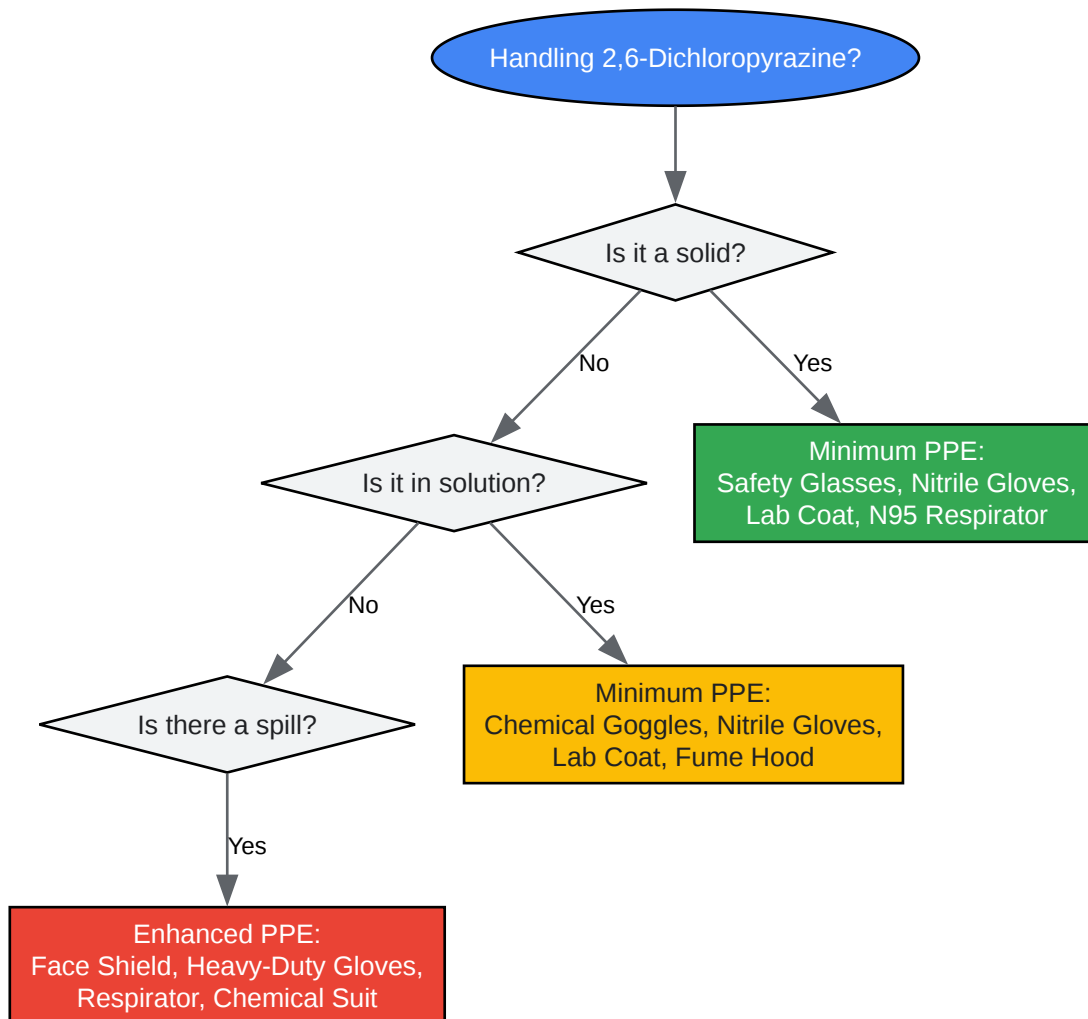 Handling 2,6-Dichloropyrazine?
Is it a solid?
No
Yes
Minimum PPE:
Safety Glasses, Nitrile Gloves,
Lab Coat, N95 Respirator
Is it in solution?
No
Yes
Minimum PPE:
Chemical Goggles, Nitrile Gloves,
Lab Coat, Fume Hood
Is there a spill?
Yes
Enhanced PPE:
Face Shield, Heavy-Duty Gloves,
Respirator, Chemical Suit